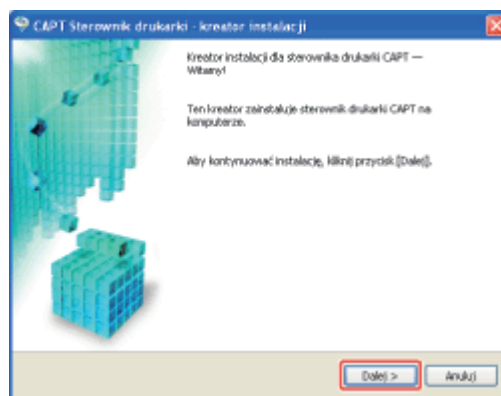 CAPT Sterownik drukarki - kreator instalacji
Kreator instalacji dla sterownika drukarki CAPT —
Witamy!
Ten kreator zainstaluje sterownik drukarki CAPT na
komputerze.
Aby kontynuować instalację, kliknij przycisk [Dalej].
Dalej >
Anuluj